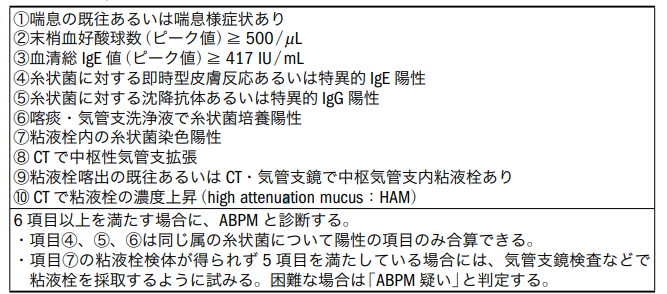 ①喘息の既往あるいは喘息様症状あり
②末梢血好酸球数(ピーク値)≧ 500/μL
③血清総 IgE 値(ピーク値)≧ 417 IU/mL
④糸状菌に対する即時型皮膚反応あるいは特異的 IgE 陽性
⑤糸状菌に対する沈降抗体あるいは特異的 IgG 陽性
⑥喀痰・気管支洗浄液で糸状菌培養陽性
⑦粘液栓内の糸状菌染色陽性
⑧ CT で中枢性気管支拡張
⑨粘液栓喀出の既往あるいは CT・気管支鏡で中枢気管支内粘液栓あり
⑩ CT で粘液栓の濃度上昇(high attenuation mucus:HAM)
6 項目以上を満たす場合に、ABPM と診断する。
・項目④、⑤、⑥は同じ属の糸状菌について陽性の項目のみ合算できる。
・項目⑦の粘液栓検体が得られず 5 項目を満たしている場合には、気管支鏡検査などで
粘液栓を採取するように試みる。困難な場合は「ABPM 疑い」と判定する。